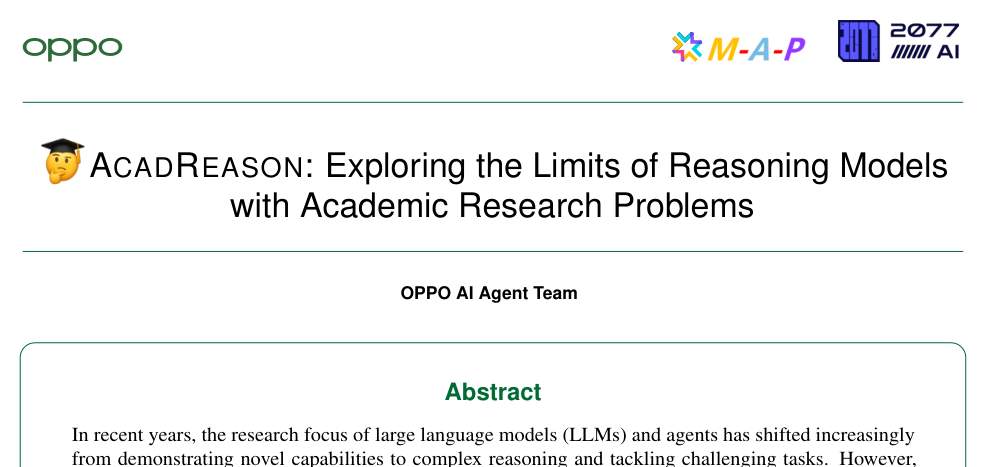 oppo
M-A-P
2077
2077 AI
ACADREASON: Exploring the Limits of Reasoning Models
with Academic Research Problems
OPPO AI Agent Team
Abstract
In recent years, the research focus of large language models (LLMs) and agents has shifted increasingly
from demonstrating novel capabilities to complex reasoning and tackling challenging tasks. However,